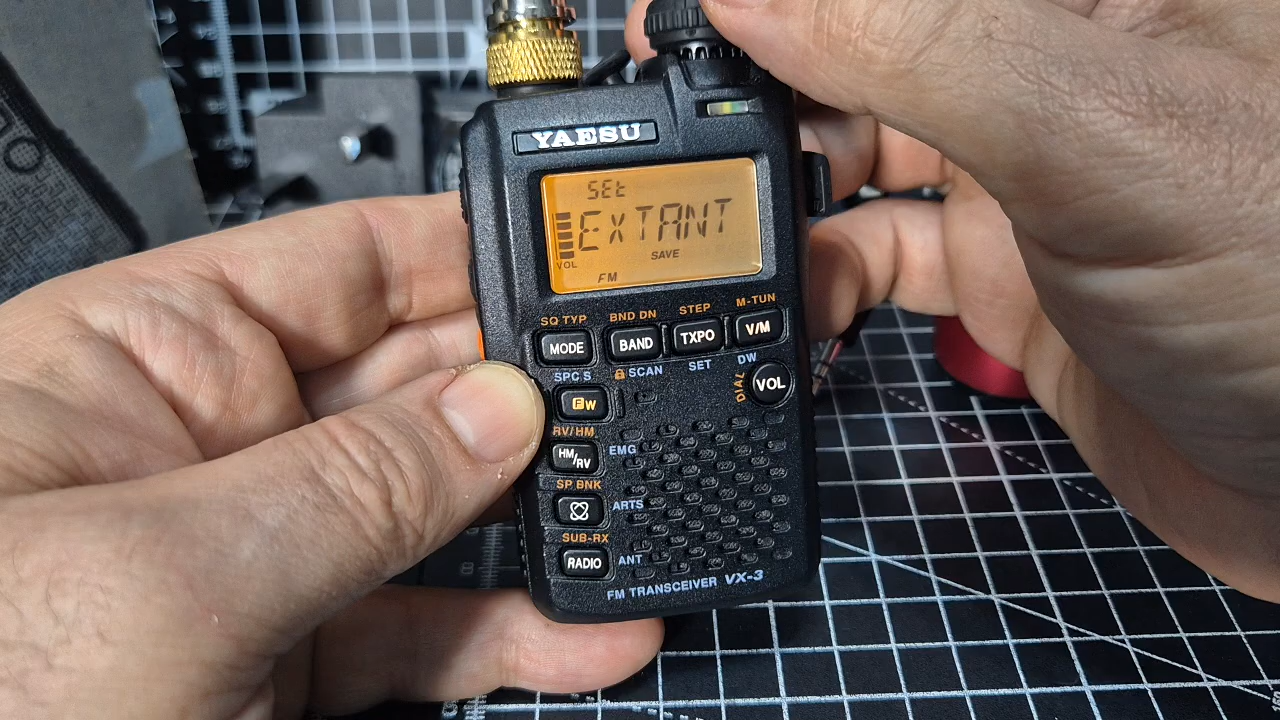 YAESU
SEt
ExTANT
VOL
SAVE
FM
SQ TYP BND DN STEP M-TUN
MODE BAND TXPO V/M
SPC S SCAN SET DW
FW DIAL VOL
RV/HM
HM/RV EMG
SP BNK
ARTS
SUB-RX
RADIO ANT
FM TRANSCEIVER VX-3